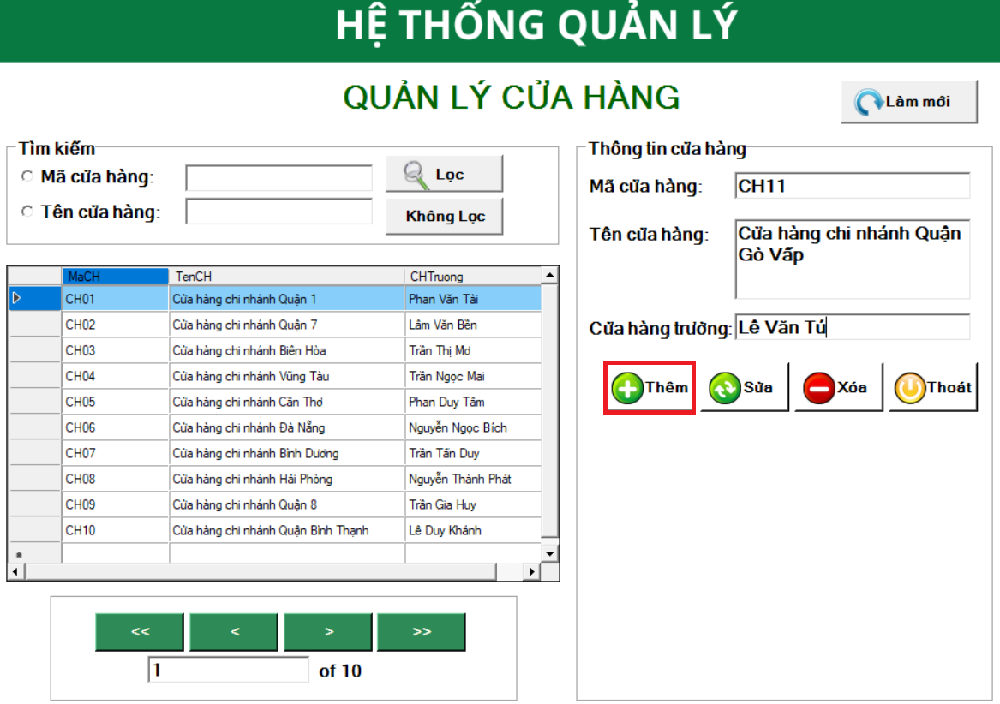 HỆ THỐNG QUẢN LÝ
QUẢN LÝ CỬA HÀNG
Làm mới
Tìm kiếm
Mã cửa hàng:
Lọc
Tên cửa hàng:
Không Lọc
MaCH TenCH CHTruong
CH01 Cửa hàng chi nhánh Quận 1 Phan Văn Tài
CH02 Cửa hàng chi nhánh Quận 7 Lâm Văn Bền
CH03 Cửa hàng chi nhánh Biên Hòa Trần Thị Mơ
CH04 Cửa hàng chi nhánh Vũng Tàu Trần Ngọc Mai
CH05 Cửa hàng chi nhánh Cần Thơ Phan Duy Tâm
CH06 Cửa hàng chi nhánh Đà Nẵng Nguyễn Ngọc Bích
CH07 Cửa hàng chi nhánh Bình Dương Trần Tấn Duy
CH08 Cửa hàng chi nhánh Hải Phòng Nguyễn Thành Phát
CH09 Cửa hàng chi nhánh Quận 8 Trần Gia Huy
CH10 Cửa hàng chi nhánh Quận Bình Thạnh Lê Duy Khánh
<< < > >>
1 of 10
Thông tin cửa hàng
Mã cửa hàng: CH11
Tên cửa hàng: Cửa hàng chi nhánh Quận
Gò Vấp
Cửa hàng trưởng: Lê Văn Tú
Thêm Sửa Xóa Thoát